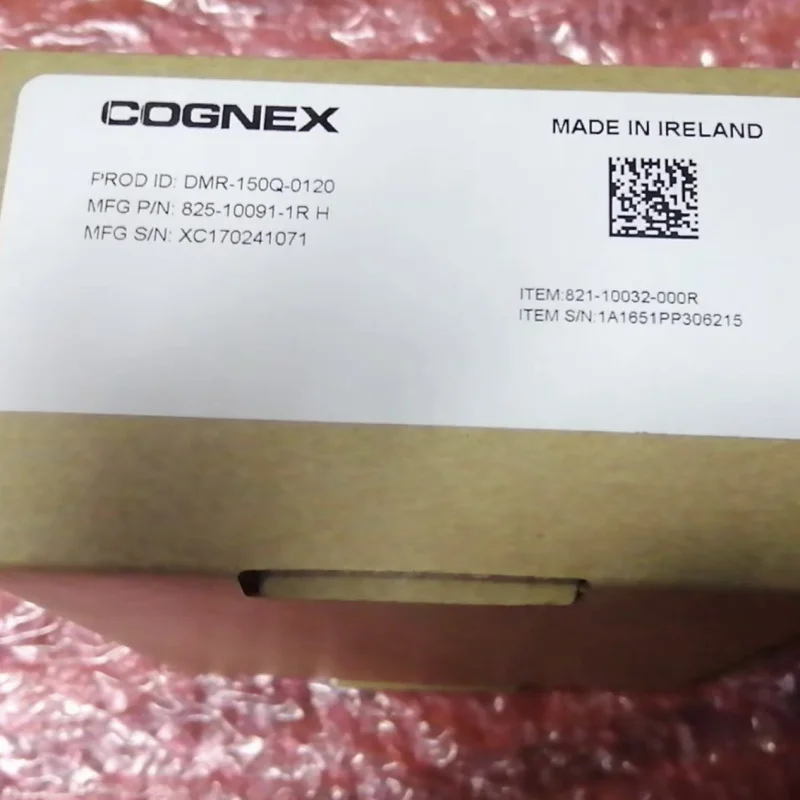 COGNEX
MADE IN IRELAND
PROD ID: DMR-150Q-0120
MFG P/N: 825-10091-1R H
MFG S/N: XC170241071
ITEM:821-10032-000R
ITEM S/N:1A1651PP306215